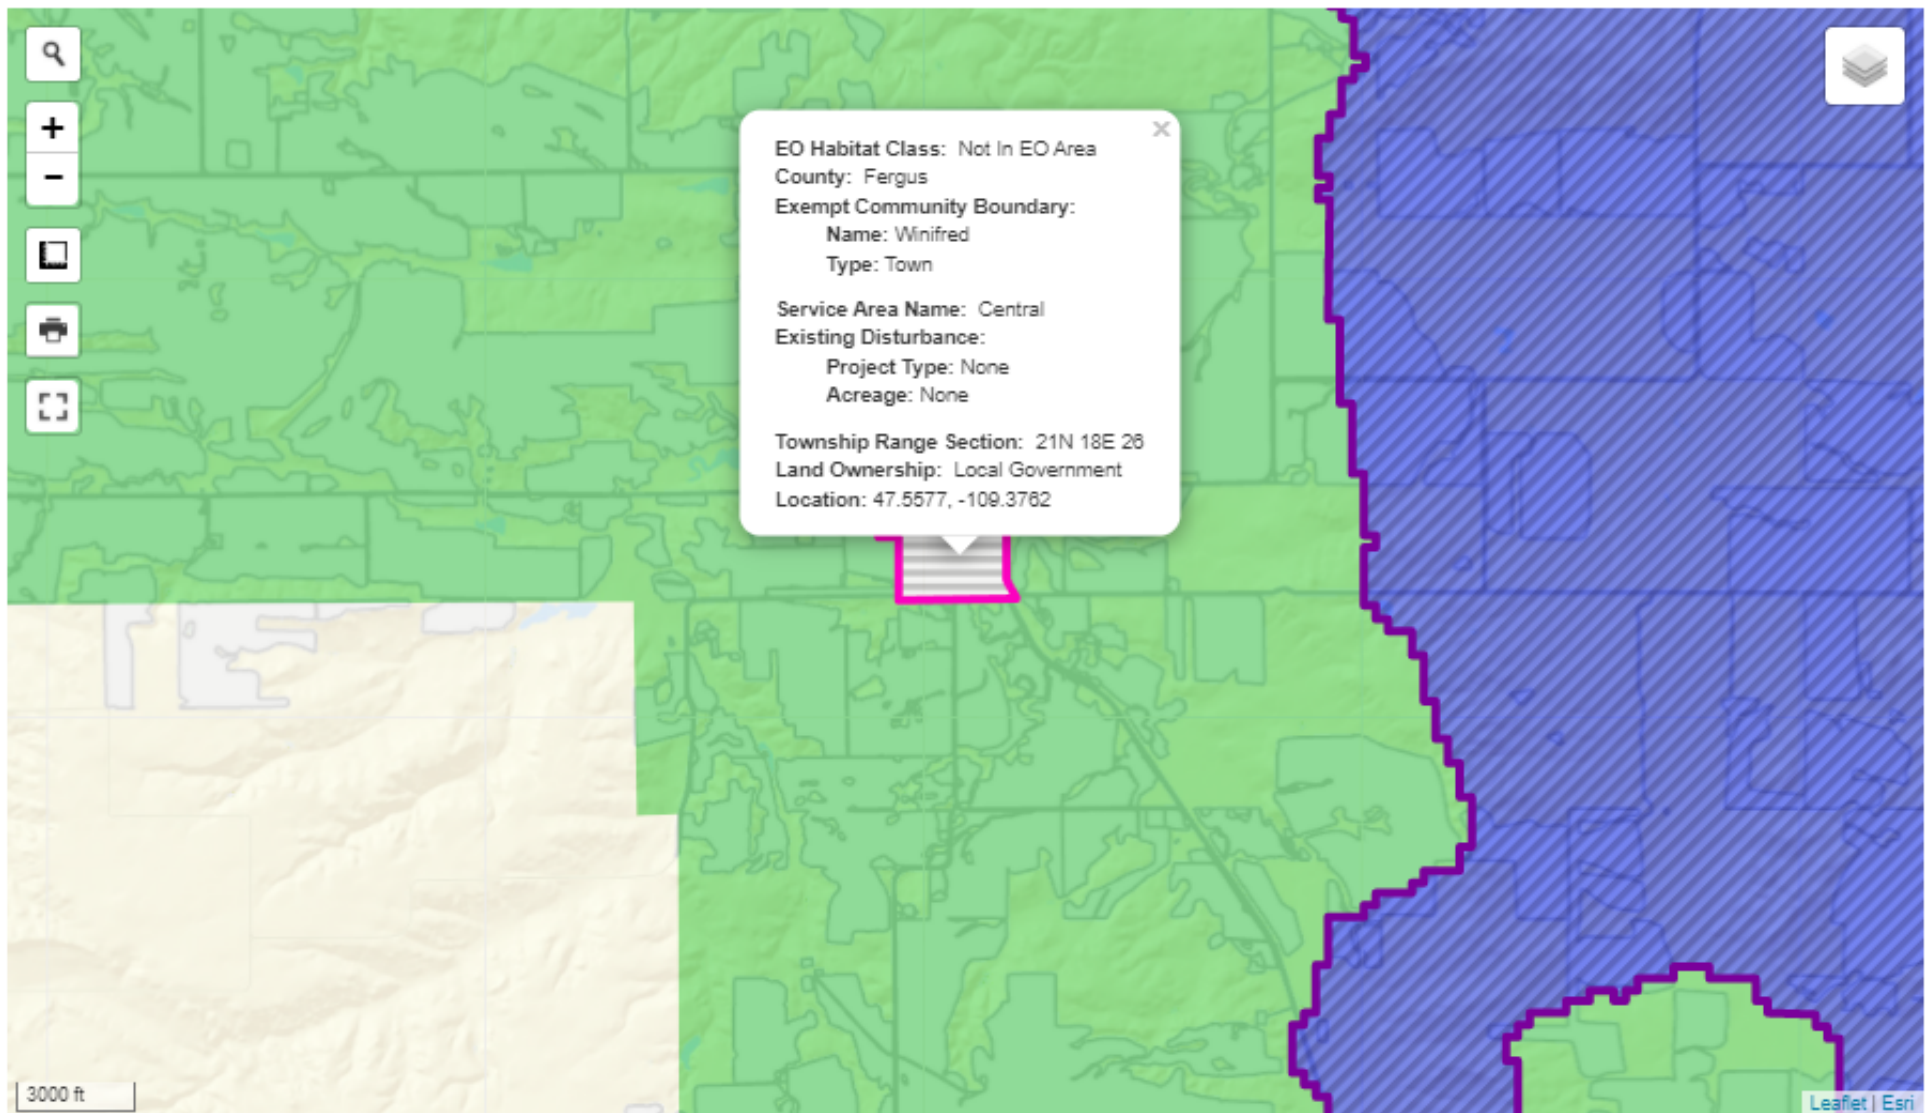 +
×
EO Habitat Class: Not In EO Area
County: Fergus
Exempt Community Boundary:
Name: Winifred
Type: Town
−
Service Area Name: Central
Existing Disturbance:
Project Type: None
Acreage: None
Township Range Section: 21N 18E 26
Land Ownership: Local Government
Location: 47.5577, -109.3762
3000 ft
Leaflet | Esri